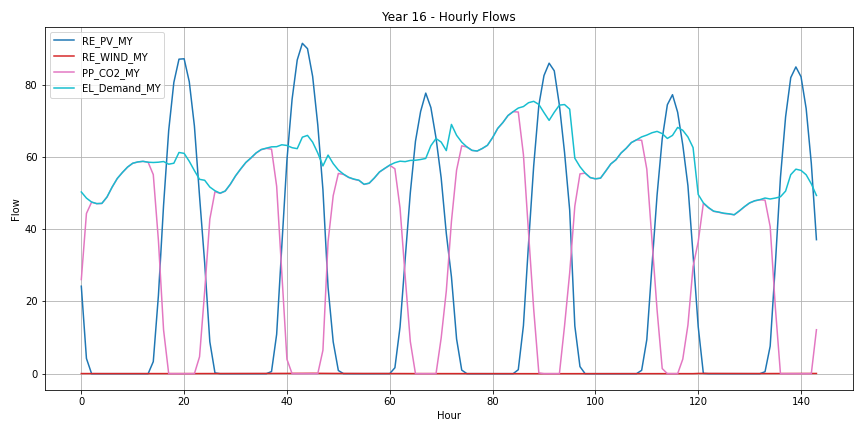 Year 16 - Hourly Flows
RE_PV_MY
RE_WIND_MY
PP_CO2_MY
EL_Demand_MY
Flow
80
60
40
20
0
0 20 40 60 80 100 120 140
Hour